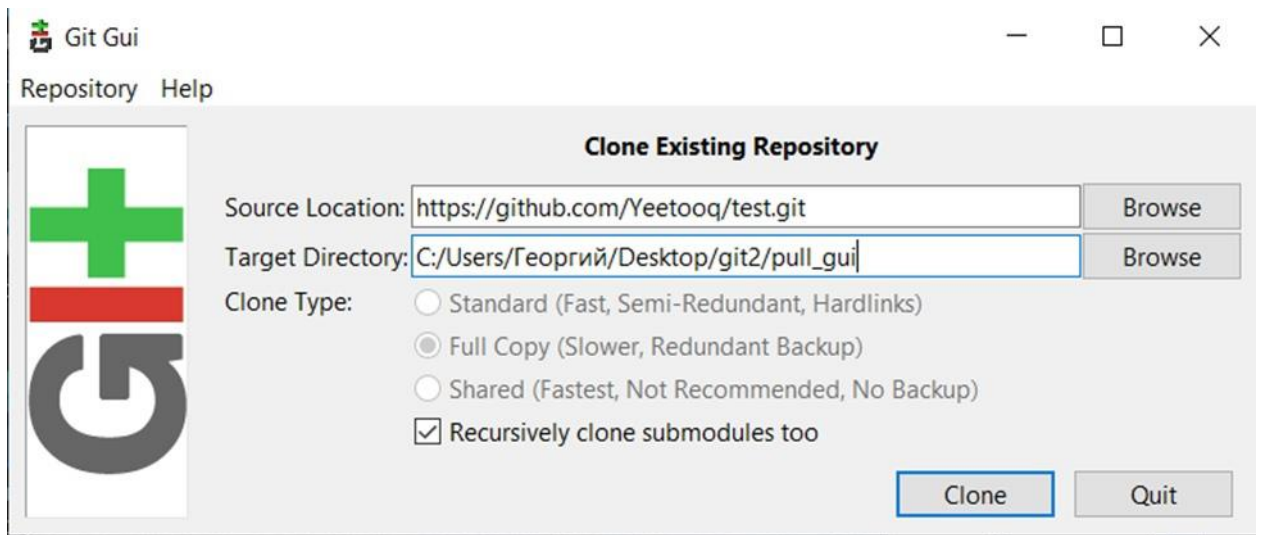 Git Gui
Repository Help
GIt
Clone Existing Repository
Source Location: https://github.com/Yeetooq/test.git Browse
Target Directory: C:/Users/Георгий/Desktop/git2/pull_gui Browse
Clone Type: Standard (Fast, Semi-Redundant, Hardlinks)
Full Copy (Slower, Redundant Backup)
Shared (Fastest, Not Recommended, No Backup)
Recursively clone submodules too
Clone Quit